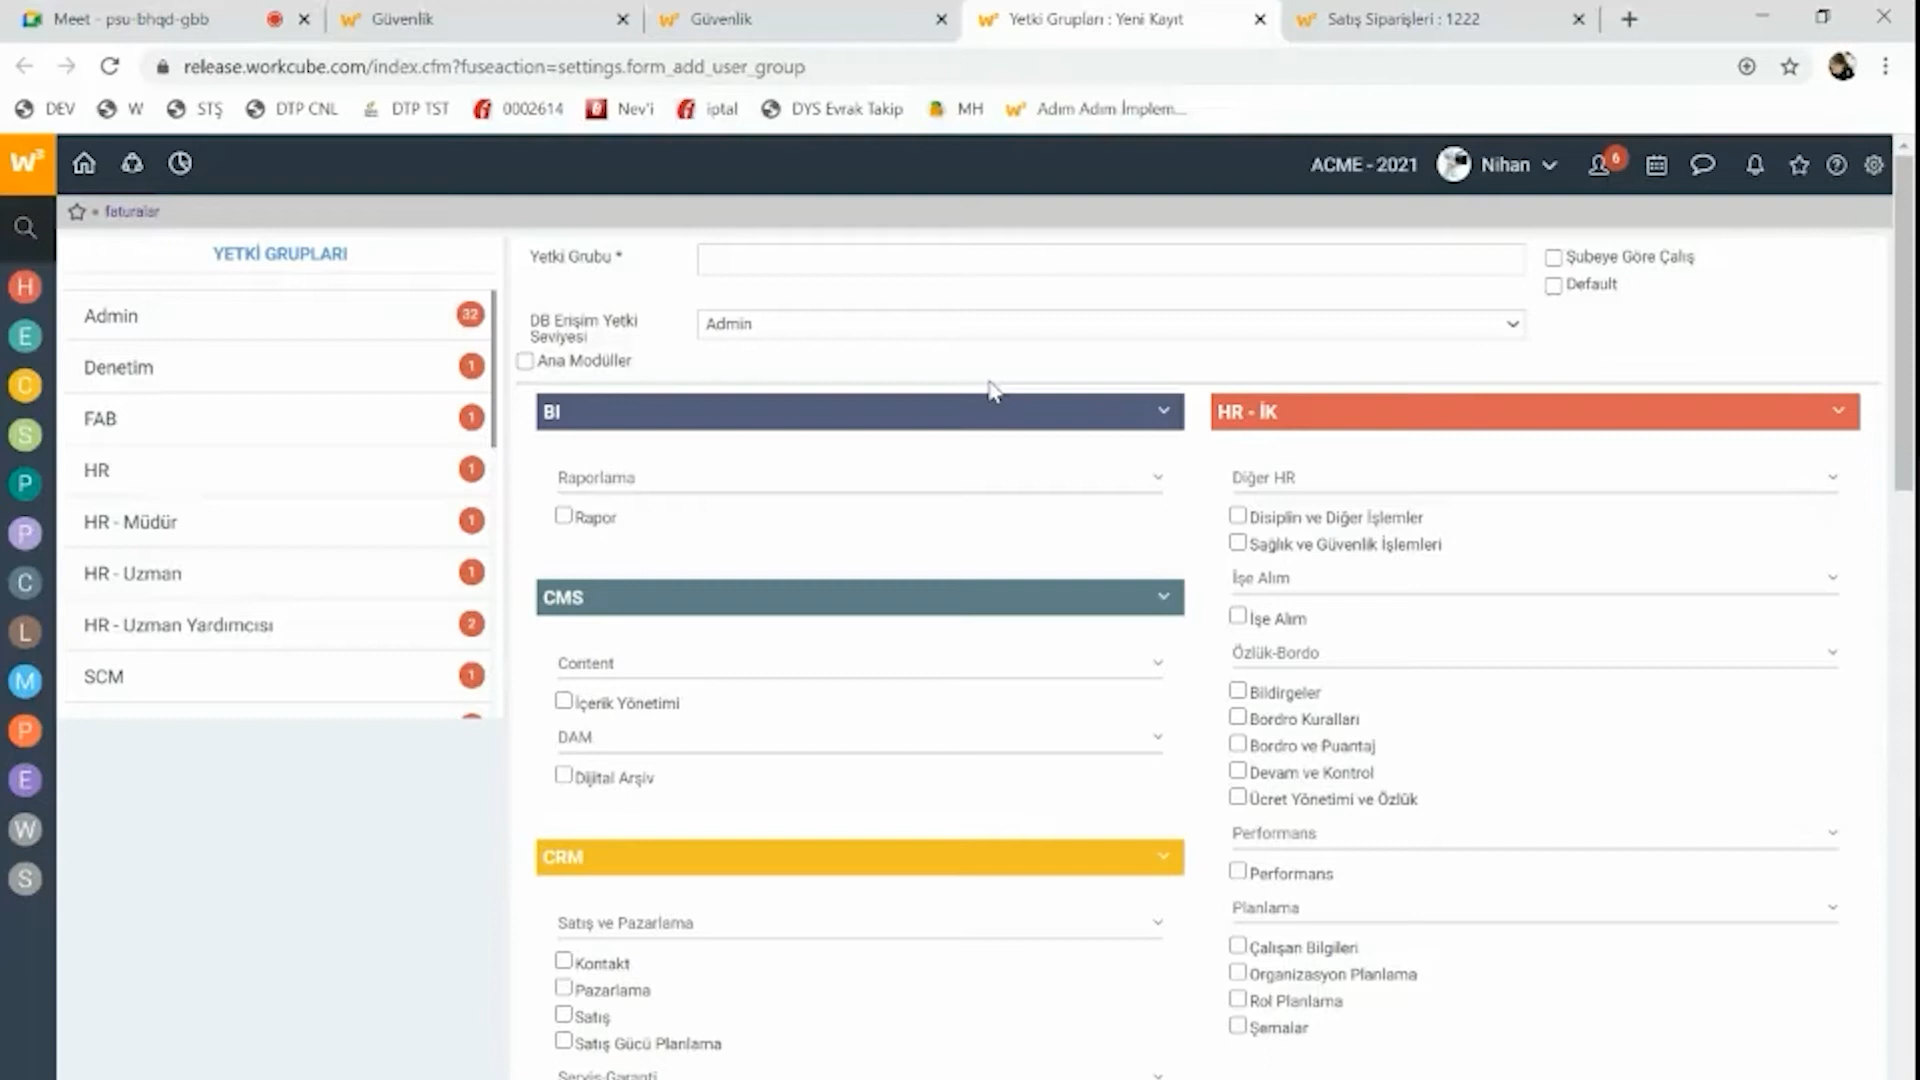 Meet - psu-bhqd-gbb
Güvenlik
Güvenlik
Yetki Grupları : Yeni Kayıt
Satış Siparişleri : 1222
release.workcube.com/index.cfm?fuseaction=settings.form_add_user_group
DEV
W
STŞ
DTP CNL
DTP TST
0002614
Nev'i
iptal
DYS Evrak Takip
MH
Adım Adım İmplem...
W3
ACME - 2021
Nihan
6
faturalar
H
E
C
S
P
P
C
L
M
P
E
W
S
YETKİ GRUPLARI
Admin 32
Denetim 1
FAB 1
HR 1
HR - Müdür 1
HR - Uzman 1
HR - Uzman Yardımcısı 2
SCM 1
Yetki Grubu *
Şubeye Göre Çalış
Default
DB Erişim Yetki
Seviyesi
Admin
Ana Modüller
BI
Raporlama
Rapor
CMS
Content
İçerik Yönetimi
DAM
Dijital Arşiv
CRM
Satış ve Pazarlama
Kontakt
Pazarlama
Satış
Satış Gücü Planlama
Servis-Garanti
HR - İK
Diğer HR
Disiplin ve Diğer İşlemler
Sağlık ve Güvenlik İşlemleri
İşe Alım
İşe Alım
Özlük-Bordo
Bildirgeler
Bordro Kuralları
Bordro ve Puantaj
Devam ve Kontrol
Ücret Yönetimi ve Özlük
Performans
Performans
Planlama
Çalışan Bilgileri
Organizasyon Planlama
Rol Planlama
Şemalar